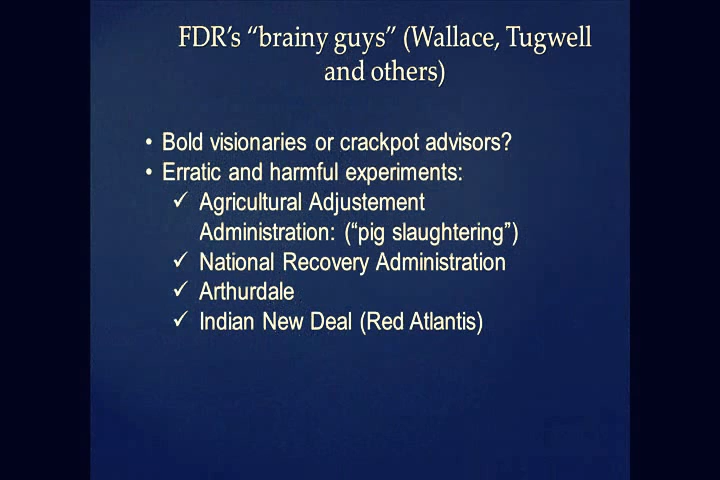 FDR’s “brainy guys” (Wallace, Tugwell
and others)
• Bold visionaries or crackpot advisors?
• Erratic and harmful experiments:
✓ Agricultural Adjustement
Administration: (“pig slaughtering”)
✓ National Recovery Administration
✓ Arthurdale
✓ Indian New Deal (Red Atlantis)